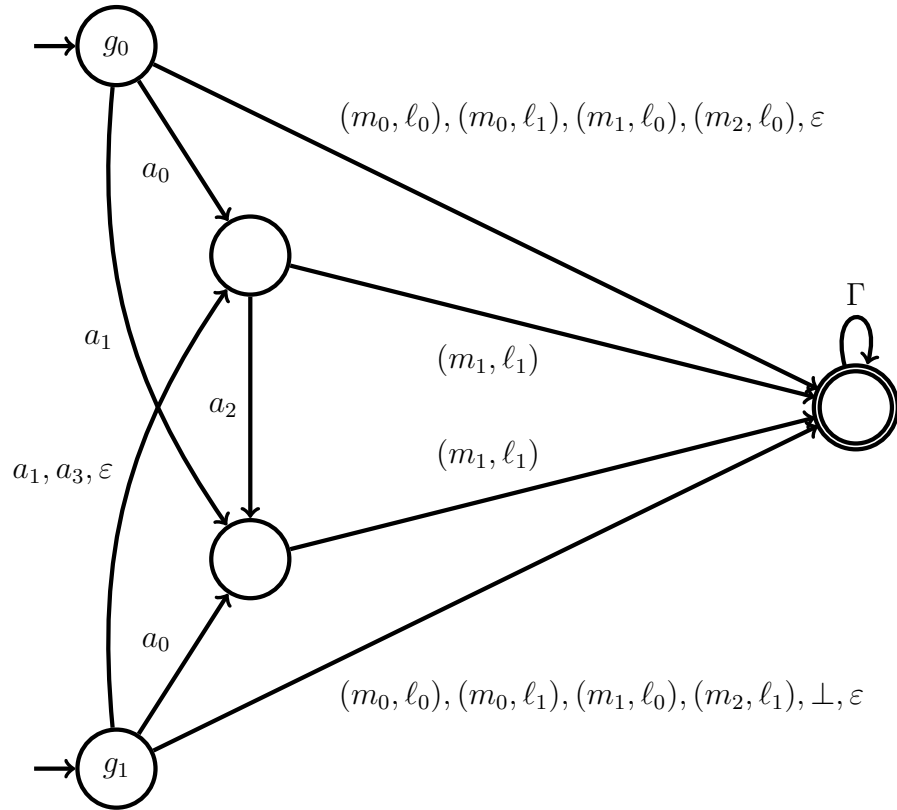 g₀
(m₀, ℓ₀), (m₀, ℓ₁), (m₁, ℓ₀), (m₂, ℓ₀), ε
a₀
Γ
a₁
(m₁, ℓ₁)
a₂
a₁, a₃, ε
(m₁, ℓ₁)
a₀
(m₀, ℓ₀), (m₀, ℓ₁), (m₁, ℓ₀), (m₂, ℓ₁), ⊥, ε
g₁